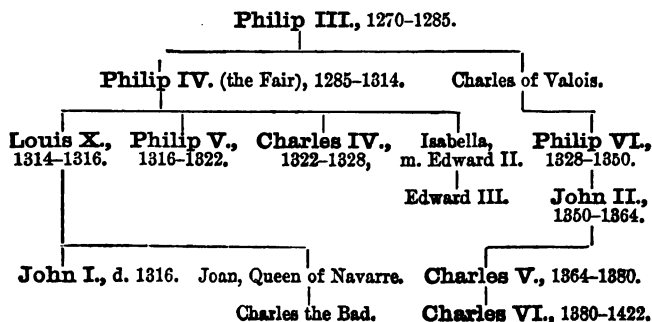 Philip III., 1270–1285.
Philip IV. (the Fair), 1285–1314. Charles of Valois.
Louis X., Philip V., Charles IV., Isabella, Philip VI.,
1314–1316. 1316–1322. 1322–1328, m. Edward II. 1328–1350.
Edward III. John II.,
1350–1364.
John I., d. 1316. Joan, Queen of Navarre. Charles V., 1364–1380.
Charles the Bad. Charles VI., 1380–1422.